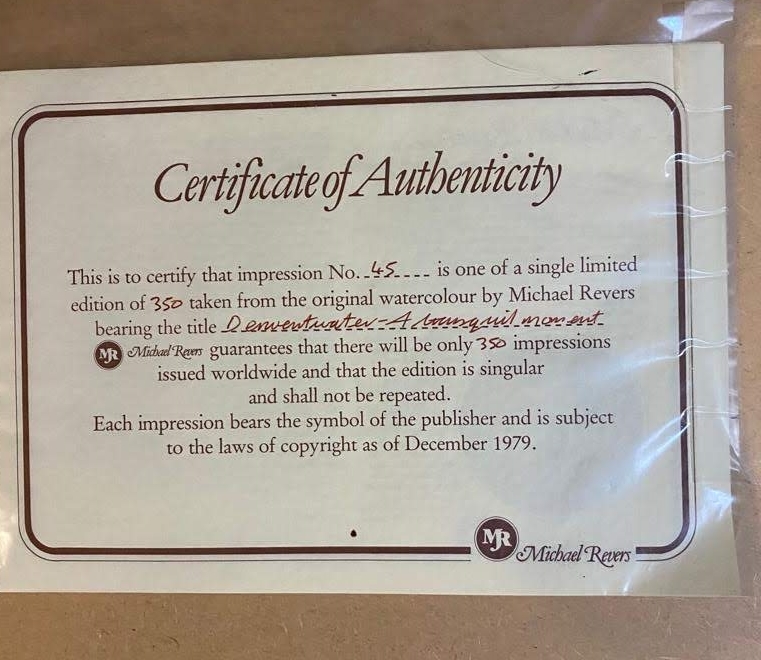 Certificate of Authenticity
This is to certify that impression No. 45 is one of a single limited
edition of 350 taken from the original watercolour by Michael Revers
bearing the title Derwentwater - A tranquil moment
MR Michael Revers guarantees that there will be only 350 impressions
issued worldwide and that the edition is singular
and shall not be repeated.
Each impression bears the symbol of the publisher and is subject
to the laws of copyright as of December 1979.
MR Michael Revers